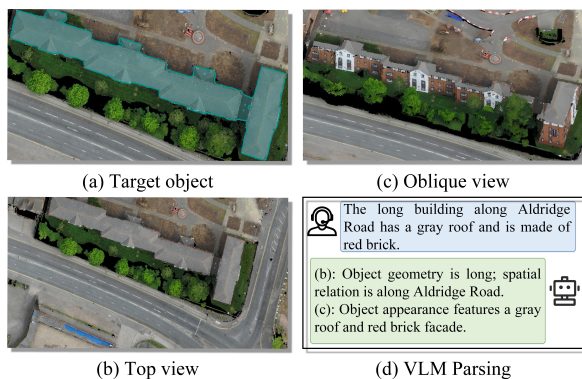 (a) Target object
(c) Oblique view
(b) Top view
The long building along Aldridge
Road has a gray roof and is made of
red brick.
(b): Object geometry is long; spatial
relation is along Aldridge Road.
(c): Object appearance features a gray
roof and red brick facade.
(d) VLM Parsing